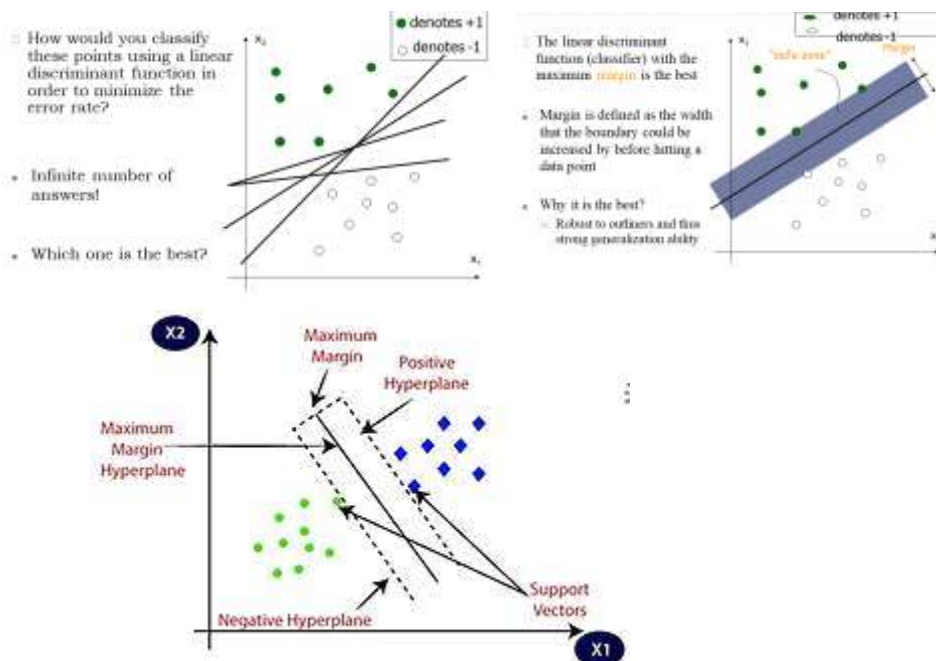 How would you classify
these points using a linear
discriminant function in
order to minimize the
error rate?
Infinite number of
answers!
Which one is the best?
denotes +1
denotes -1
x₂
x₁
The linear discriminant
function (classifier) with the
maximum margin is the best
Margin is defined as the width
that the boundary could be
increased by before hitting a
data point
Why it is the best?
Robust to outliners and thus
strong generalization ability
denotes +1
denotes -1
Margin
"safe zone"
X2
Maximum
Margin
Positive
Hyperplane
Maximum
Margin
Hyperplane
Support
Vectors
Negative Hyperplane
X1